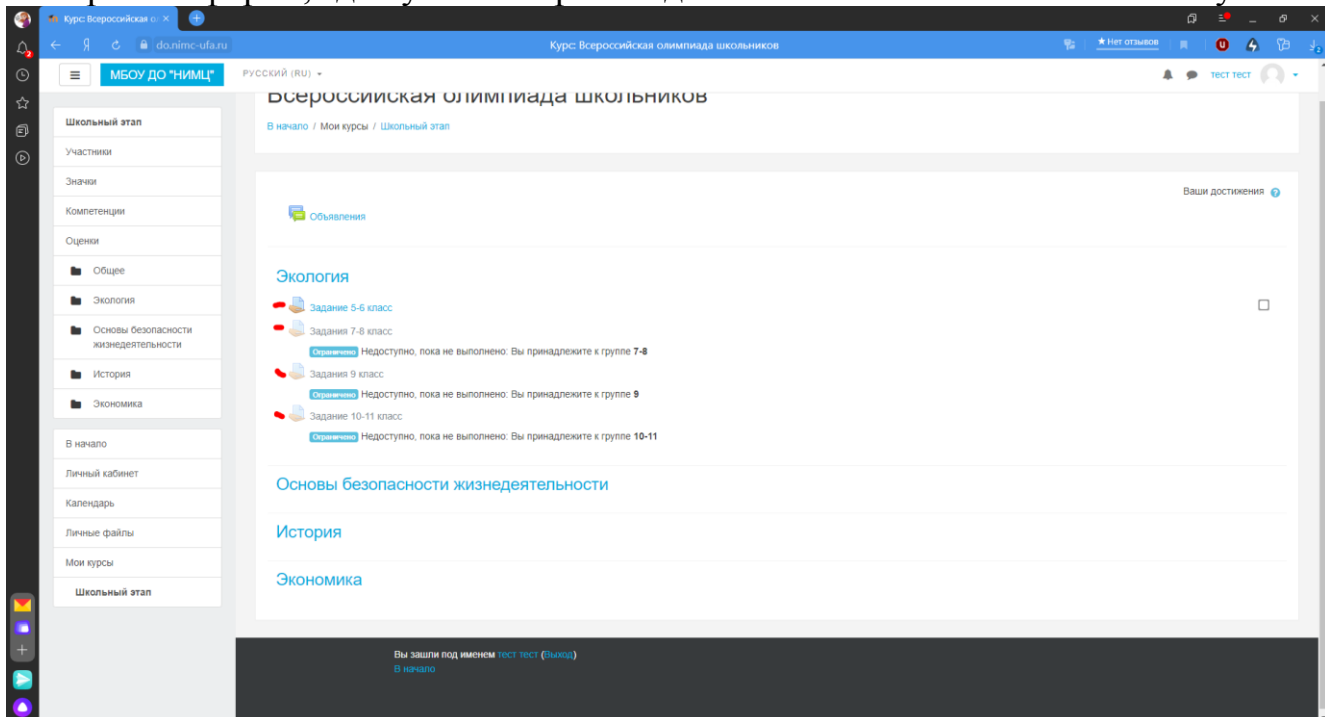 Курс: Всероссийская о
do.nimc-ufa.ru
Курс: Всероссийская олимпиада школьников
★ Нет отзывов
МБОУ ДО "НИМЦ"
РУССКИЙ (RU)
тест тест
Всероссийская олимпиада школьников
В начало / Мои курсы / Школьный этап
Школьный этап
Участники
Значки
Компетенции
Оценки
Общее
Экология
Основы безопасности
жизнедеятельности
История
Экономика
В начало
Личный кабинет
Календарь
Личные файлы
Мои курсы
Школьный этап
Ваши достижения
Объявления
Экология
Задание 5-6 класс
Задания 7-8 класс
Ограничено Недоступно, пока не выполнено: Вы принадлежите к группе 7-8
Задания 9 класс
Ограничено Недоступно, пока не выполнено: Вы принадлежите к группе 9
Задание 10-11 класс
Ограничено Недоступно, пока не выполнено: Вы принадлежите к группе 10-11
Основы безопасности жизнедеятельности
История
Экономика
Вы зашли под именем тест тест (Выход)
В начало